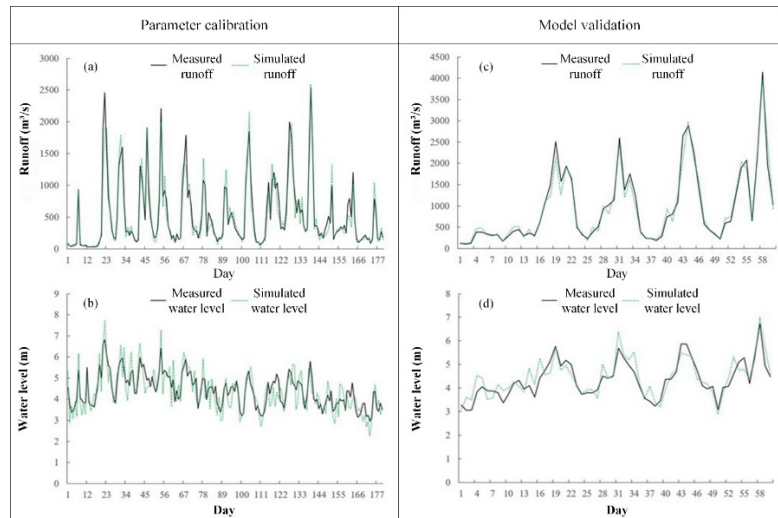 Parameter calibration
Model validation
(a)
Measured runoff
Simulated runoff
Runoff (m³/s)
3000
2500
2000
1500
1000
500
0
1 12 23 34 45 56 67 78 89 100 111 122 133 144 155 166 177
Day
(c)
Measured runoff
Simulated runoff
Runoff (m³/s)
4500
4000
3500
3000
2500
2000
1500
1000
500
0
1 4 7 10 13 16 19 22 25 28 31 34 37 40 43 46 49 52 55 58
Day
(b)
Measured water level
Simulated water level
Water level (m)
9
8
7
6
5
4
3
2
1
0
1 12 23 34 45 56 67 78 89 100 111 122 133 144 155 166 177
Day
(d)
Measured water level
Simulated water level
Water level (m)
8
7
6
5
4
3
2
1
0
1 4 7 10 13 16 19 22 25 28 31 34 37 40 43 46 49 52 55 58
Day